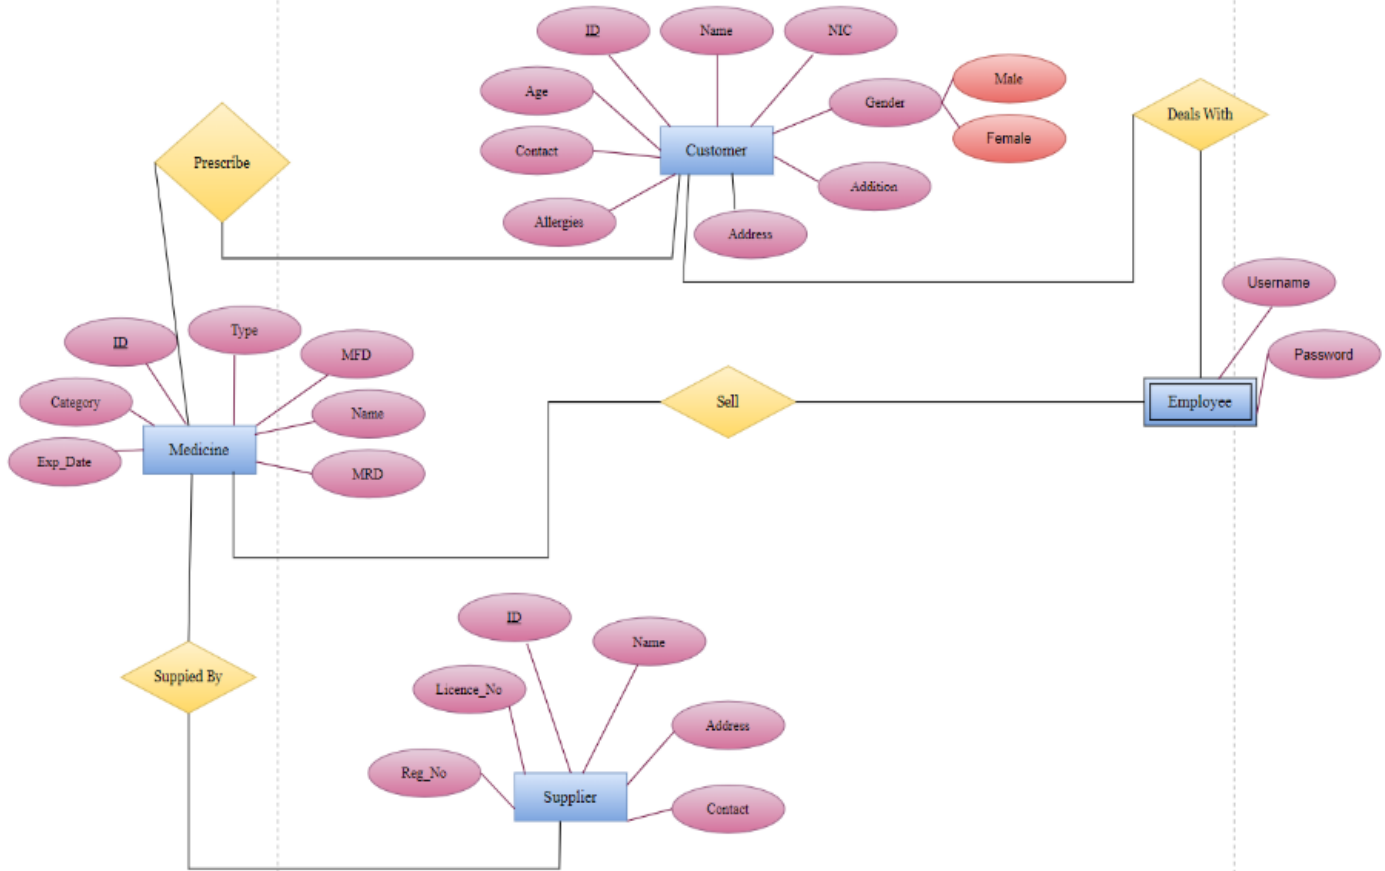 ID
Name
NIC
Age
Gender
Male
Female
Deals With
Prescribe
Contact
Customer
Addition
Allergies
Address
Username
ID
Type
MFD
Password
Category
Name
Sell
Employee
Medicine
Exp_Date
MRD
ID
Name
Suppied By
Licence_No
Address
Reg_No
Supplier
Contact